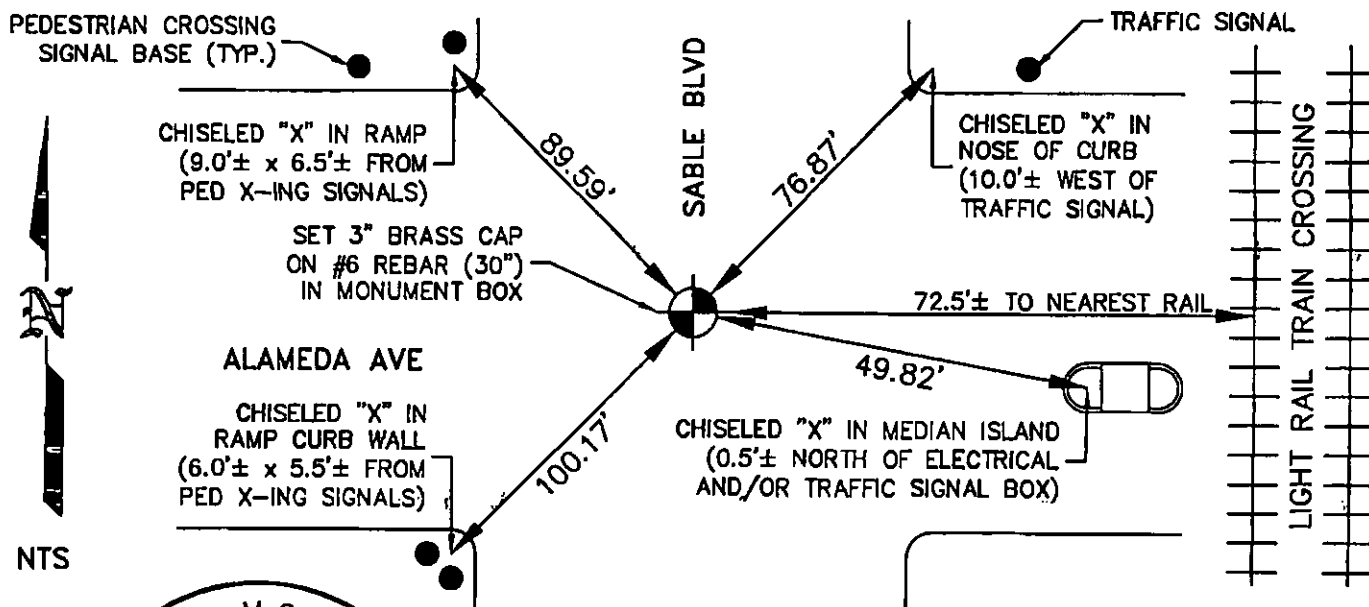 PEDESTRIAN CROSSING
SIGNAL BASE (TYP.)
TRAFFIC SIGNAL
SABLE BLVD
CHISELED "X" IN RAMP
(9.0'± x 6.5'± FROM
PED X-ING SIGNALS)
89.59'
76.87'
CHISELED "X" IN
NOSE OF CURB
(10.0'± WEST OF
TRAFFIC SIGNAL)
LIGHT RAIL TRAIN CROSSING
SET 3" BRASS CAP
ON #6 REBAR (30")
IN MONUMENT BOX
72.5'± TO NEAREST RAIL
N
ALAMEDA AVE
49.82'
CHISELED "X" IN
RAMP CURB WALL
(6.0'± x 5.5'± FROM
PED X-ING SIGNALS)
100.17'
CHISELED "X" IN MEDIAN ISLAND
(0.5'± NORTH OF ELECTRICAL
AND/OR TRAFFIC SIGNAL BOX)
NTS